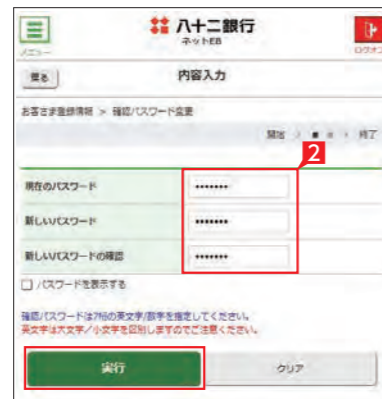 八十二銀行
メニュー
ネットEB
ログオフ
戻る
内容入力
お客さま登録情報 > 確認パスワード変更
開始
終了
2
現在のパスワード
•••••••
新しいパスワード
•••••••
新しいパスワードの確認
•••••••
パスワードを表示する
確認パスワードは7桁の英文字/数字を指定してください。
英文字は大文字/小文字を区別しますのでご注意ください。
実行
クリア